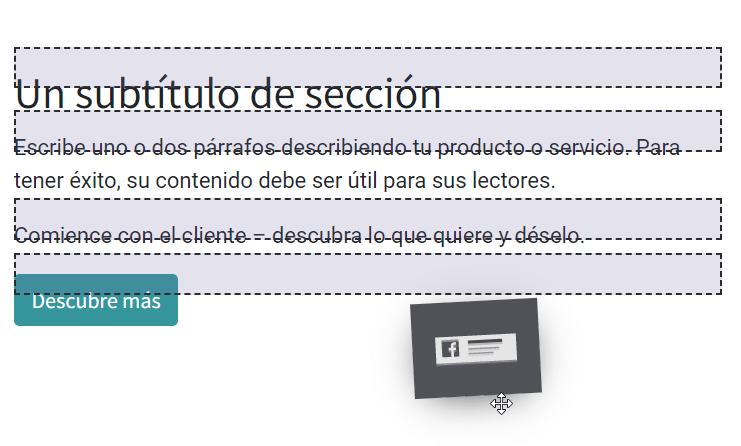 Un subtítulo de sección
Escribe uno o dos párrafos describiendo tu producto o servicio. Para
tener éxito, su contenido debe ser útil para sus lectores.
Comience con el cliente – descubra lo que quiere y déselo.
Descubre más
f